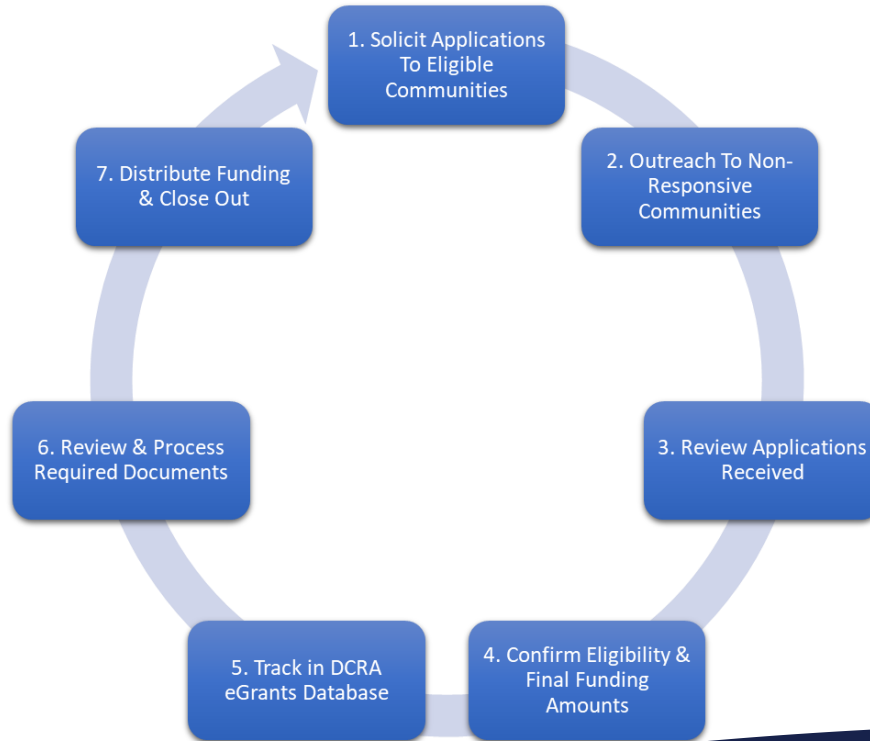 1. Solicit Applications
To Eligible
Communities
2. Outreach To Non-
Responsive
Communities
3. Review Applications
Received
4. Confirm Eligibility &
Final Funding
Amounts
5. Track in DCRA
eGrants Database
6. Review & Process
Required Documents
7. Distribute Funding
& Close Out